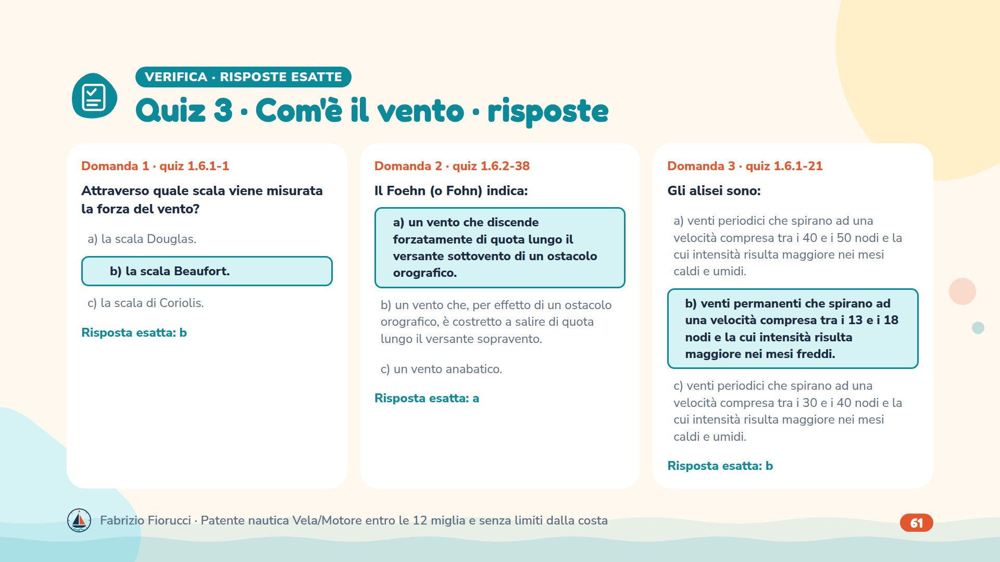 VERIFICA · RISPOSTE ESATTE
Quiz 3 · Com'è il vento · risposte
Domanda 1 · quiz 1.6.1-1
Attraverso quale scala viene misurata
la forza del vento?
a) la scala Douglas.
b) la scala Beaufort.
c) la scala di Coriolis.
Risposta esatta: b
Domanda 2 · quiz 1.6.2-38
Il Foehn (o Fohn) indica:
a) un vento che discende
forzatamente di quota lungo il
versante sottovento di un ostacolo
orografico.
b) un vento che, per effetto di un ostacolo
orografico, è costretto a salire di quota
lungo il versante sopravento.
c) un vento anabatico.
Risposta esatta: a
Domanda 3 · quiz 1.6.1-21
Gli alisei sono:
a) venti periodici che spirano ad una
velocità compresa tra i 40 e i 50 nodi e la
cui intensità risulta maggiore nei mesi
caldi e umidi.
b) venti permanenti che spirano ad
una velocità compresa tra i 13 e i 18
nodi e la cui intensità risulta
maggiore nei mesi freddi.
c) venti periodici che spirano ad una
velocità compresa tra i 30 e i 40 nodi e la
cui intensità risulta maggiore nei mesi
caldi e umidi.
Risposta esatta: b
Fabrizio Fiorucci · Patente nautica Vela/Motore entro le 12 miglia e senza limiti dalla costa
61